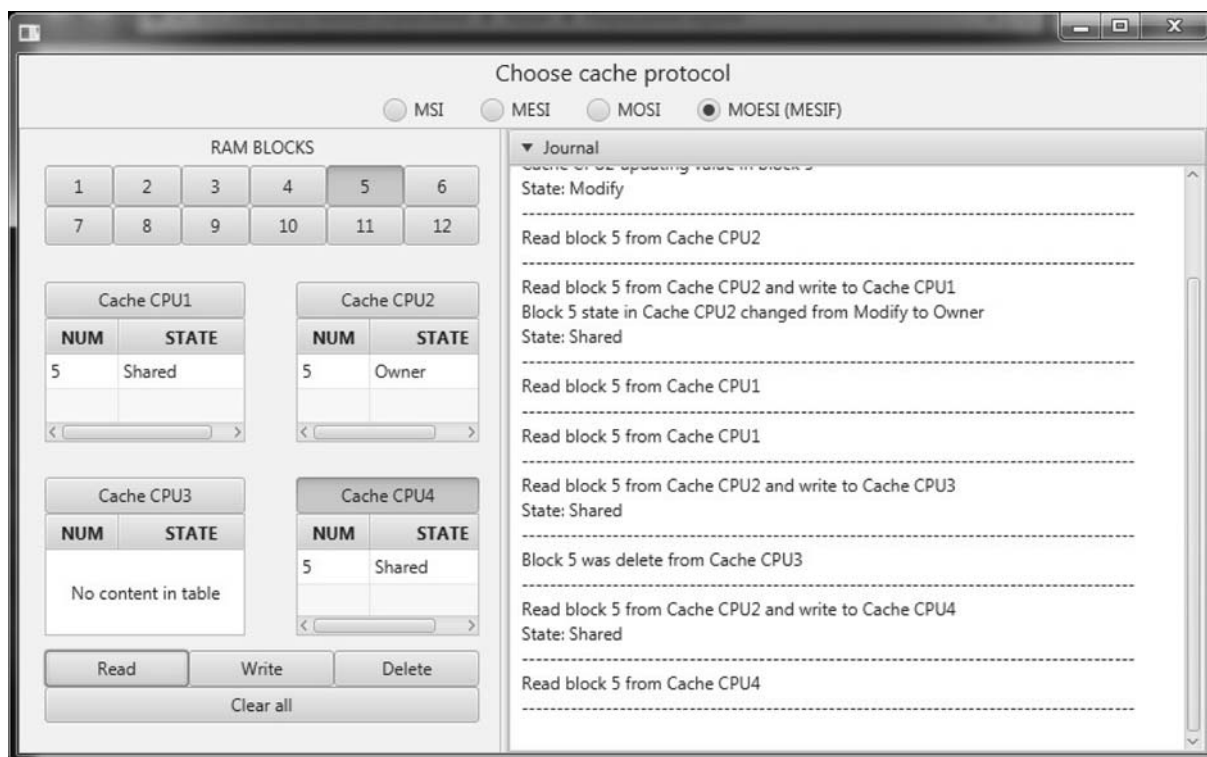 Choose cache protocol
MSI MESI MOSI MOESI (MESIF)
RAM BLOCKS
1 2 3 4 5 6
7 8 9 10 11 12
Cache CPU1 Cache CPU2
NUM STATE NUM STATE
5 Shared 5 Owner
Cache CPU3 Cache CPU4
NUM STATE NUM STATE
No content in table 5 Shared
Read Write Delete
Clear all
Journal
Cache CPU2 updating value in block 5
State: Modify
--------------------------------------------------
Read block 5 from Cache CPU2
--------------------------------------------------
Read block 5 from Cache CPU2 and write to Cache CPU1
Block 5 state in Cache CPU2 changed from Modify to Owner
State: Shared
--------------------------------------------------
Read block 5 from Cache CPU1
--------------------------------------------------
Read block 5 from Cache CPU1
--------------------------------------------------
Read block 5 from Cache CPU2 and write to Cache CPU3
State: Shared
--------------------------------------------------
Block 5 was delete from Cache CPU3
--------------------------------------------------
Read block 5 from Cache CPU2 and write to Cache CPU4
State: Shared
--------------------------------------------------
Read block 5 from Cache CPU4
--------------------------------------------------